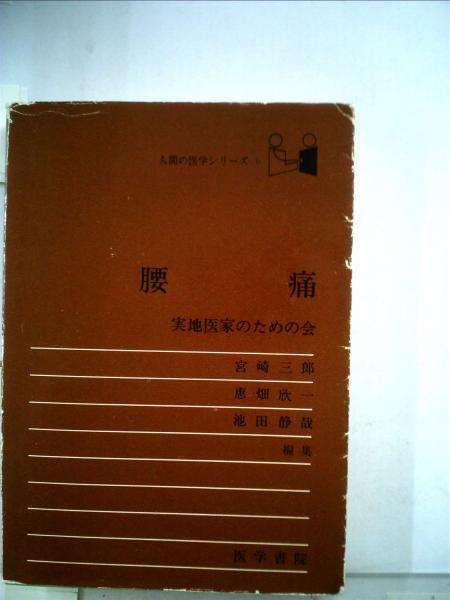 人間の医学シリーズ 6
腰 痛
実地医家のための会
宮崎三郎
恵畑欣一
池田静哉
編集
医学書院